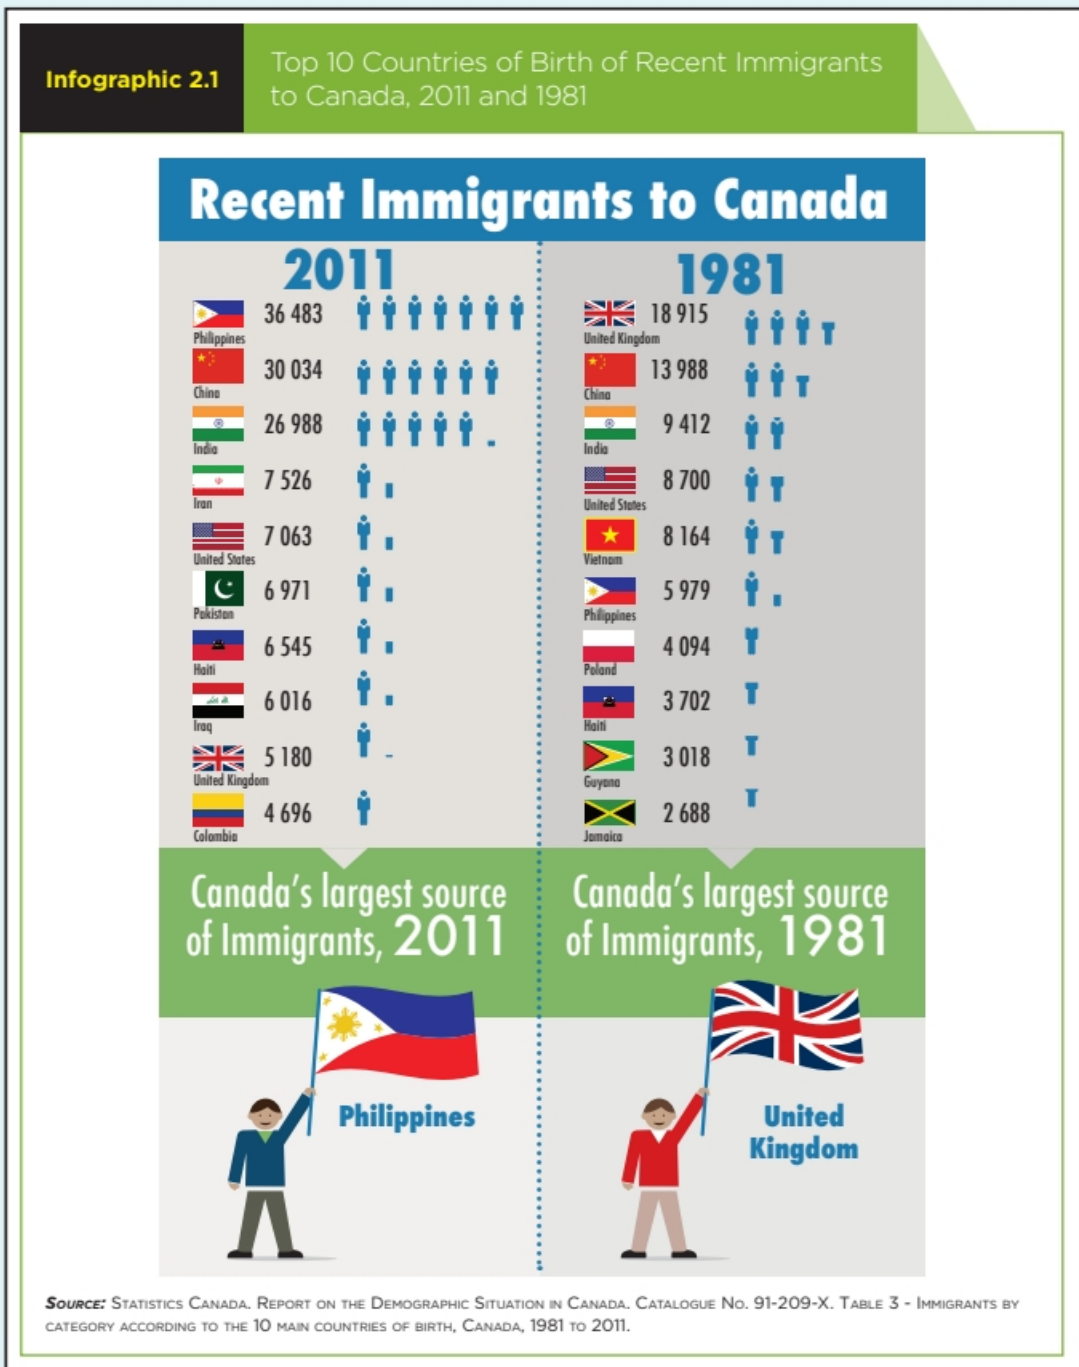 Infographic 2.1
Top 10 Countries of Birth of Recent Immigrants
to Canada, 2011 and 1981
Recent Immigrants to Canada
2011
36 483
Philippines
30 034
China
26 988
India
7 526
Iran
7 063
United States
6 971
Pakistan
6 545
Haiti
6 016
Iraq
5 180
United Kingdom
4 696
Colombia
1981
18 915
United Kingdom
13 988
China
9 412
India
8 700
United States
8 164
Vietnam
5 979
Philippines
4 094
Poland
3 702
Haiti
3 018
Guyana
2 688
Jamaica
Canada's largest source
of Immigrants, 2011
Philippines
Canada's largest source
of Immigrants, 1981
United
Kingdom
Source: Statistics Canada. Report on the Demographic Situation in Canada. Catalogue No. 91-209-X. Table 3 - Immigrants by
category according to the 10 main countries of birth, Canada, 1981 to 2011.